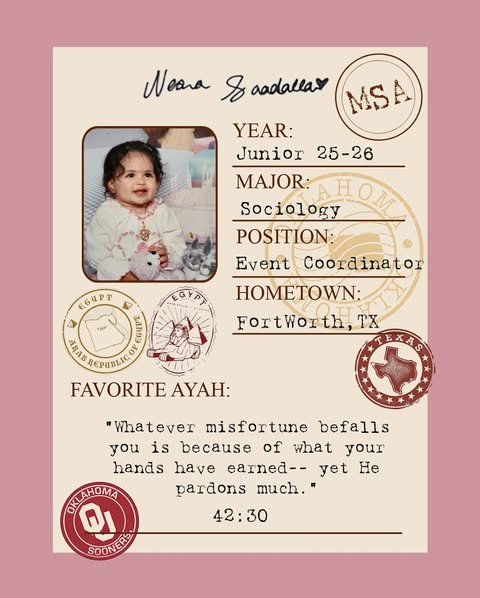 Neara Saadalla
MSA
YEAR:
Junior 25-26
MAJOR:
Sociology
OKLAHOMA
POSITION:
Event Coordinator
HOMETOWN:
FortWorth,TX
OKLAHOMA
EGYPT
ARAB REPUBLIC OF EGYPT
EGYPT
TEXAS
FAVORITE AYAH:
"Whatever misfortune befalls
you is because of what your
hands have earned-- yet He
pardons much."
42:30
OKLAHOMA
OU
SOONERS